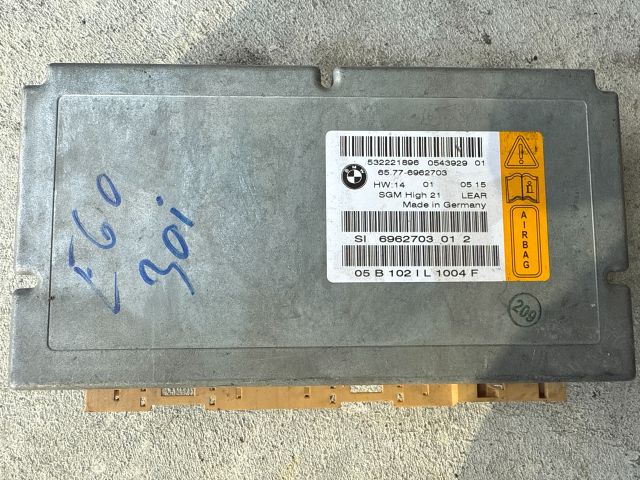 E60
30i
BMW
532221896 0543929 01
65.77-6962703
HW:14 01 05.15
SGM High 21 LEAR
Made in Germany
SI 6962703 01 2
05 B 102 I L 1004 F
AIRBAG
209